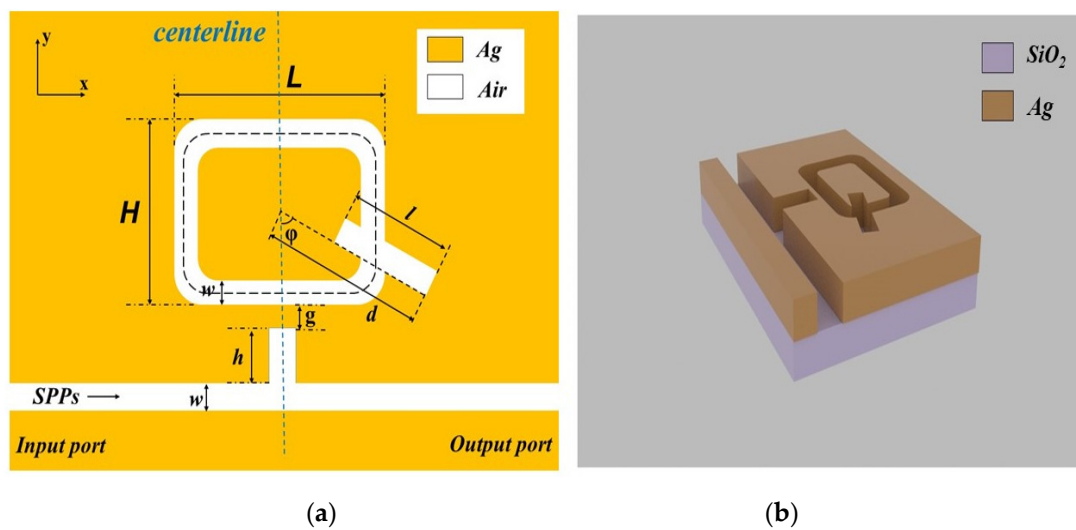 centerline
y
x
Ag
Air
L
H
l
φ
w
g
d
h
SPPs
w
Input port
Output port
(a)
SiO₂
Ag
(b)